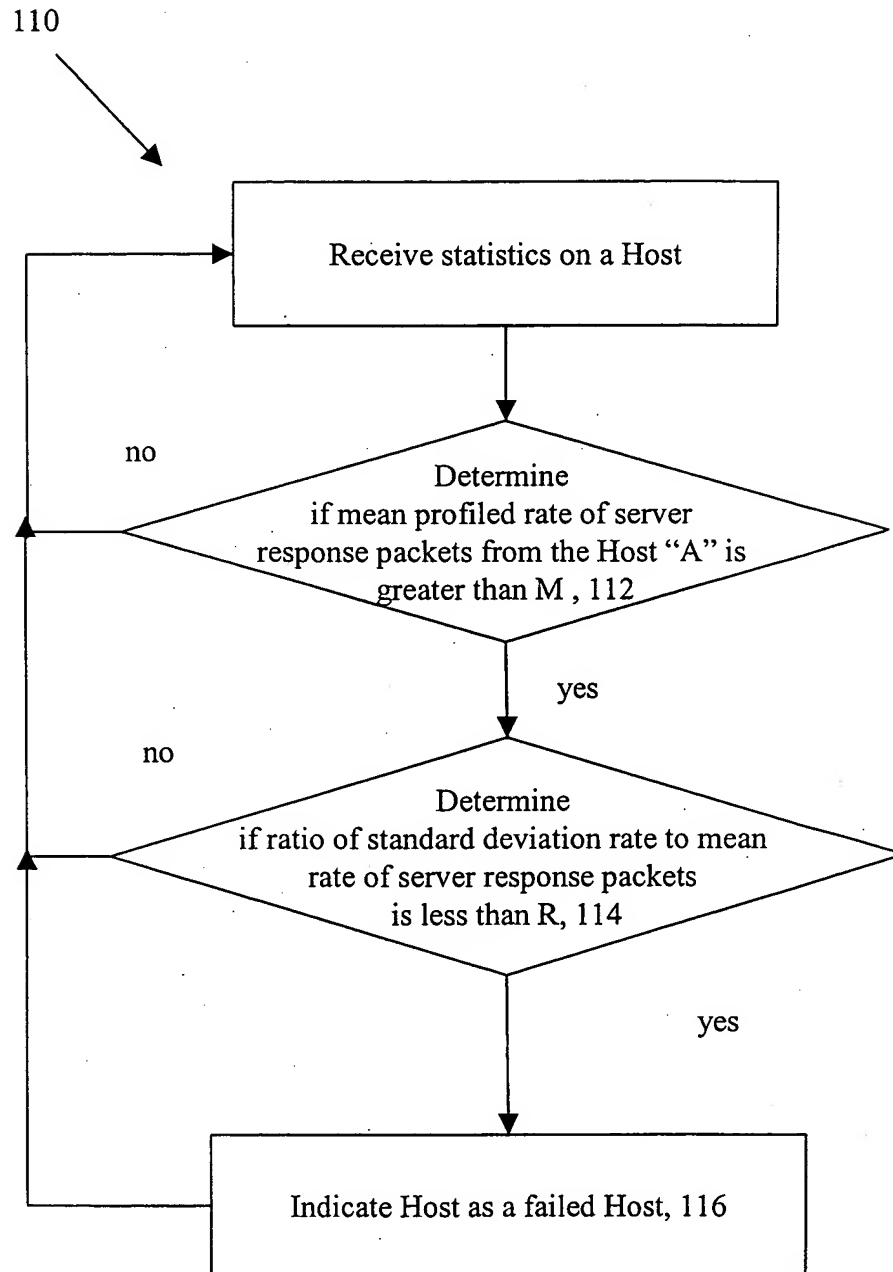 110
Receive statistics on a Host
no
Determine
if mean profiled rate of server
response packets from the Host “A” is
greater than M , 112
yes
no
Determine
if ratio of standard deviation rate to mean
rate of server response packets
is less than R, 114
yes
Indicate Host as a failed Host, 116